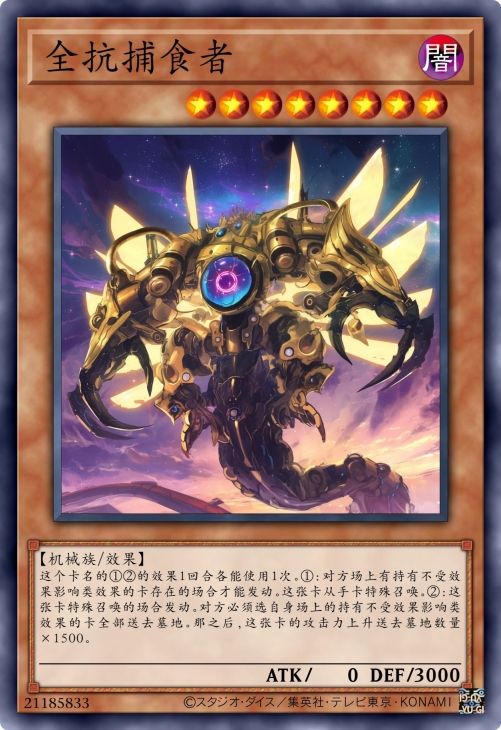 全抗捕食者
闇
【机械族/效果】
这个卡名的①②的效果1回合各能使用1次。①:对方场上有持有不受效
果影响类效果的卡存在的场合才能发动。这张卡从手卡特殊召唤。②:这
张卡特殊召唤的场合发动。对方必须选自身场上的持有不受效果影响类
效果的卡全部送去墓地。那之后,这张卡的攻击力上升送去墓地数量
×1500。
ATK/ 0 DEF/3000
21185833 ©スタジオ・ダイス／集英社・テレビ東京・KONAMI